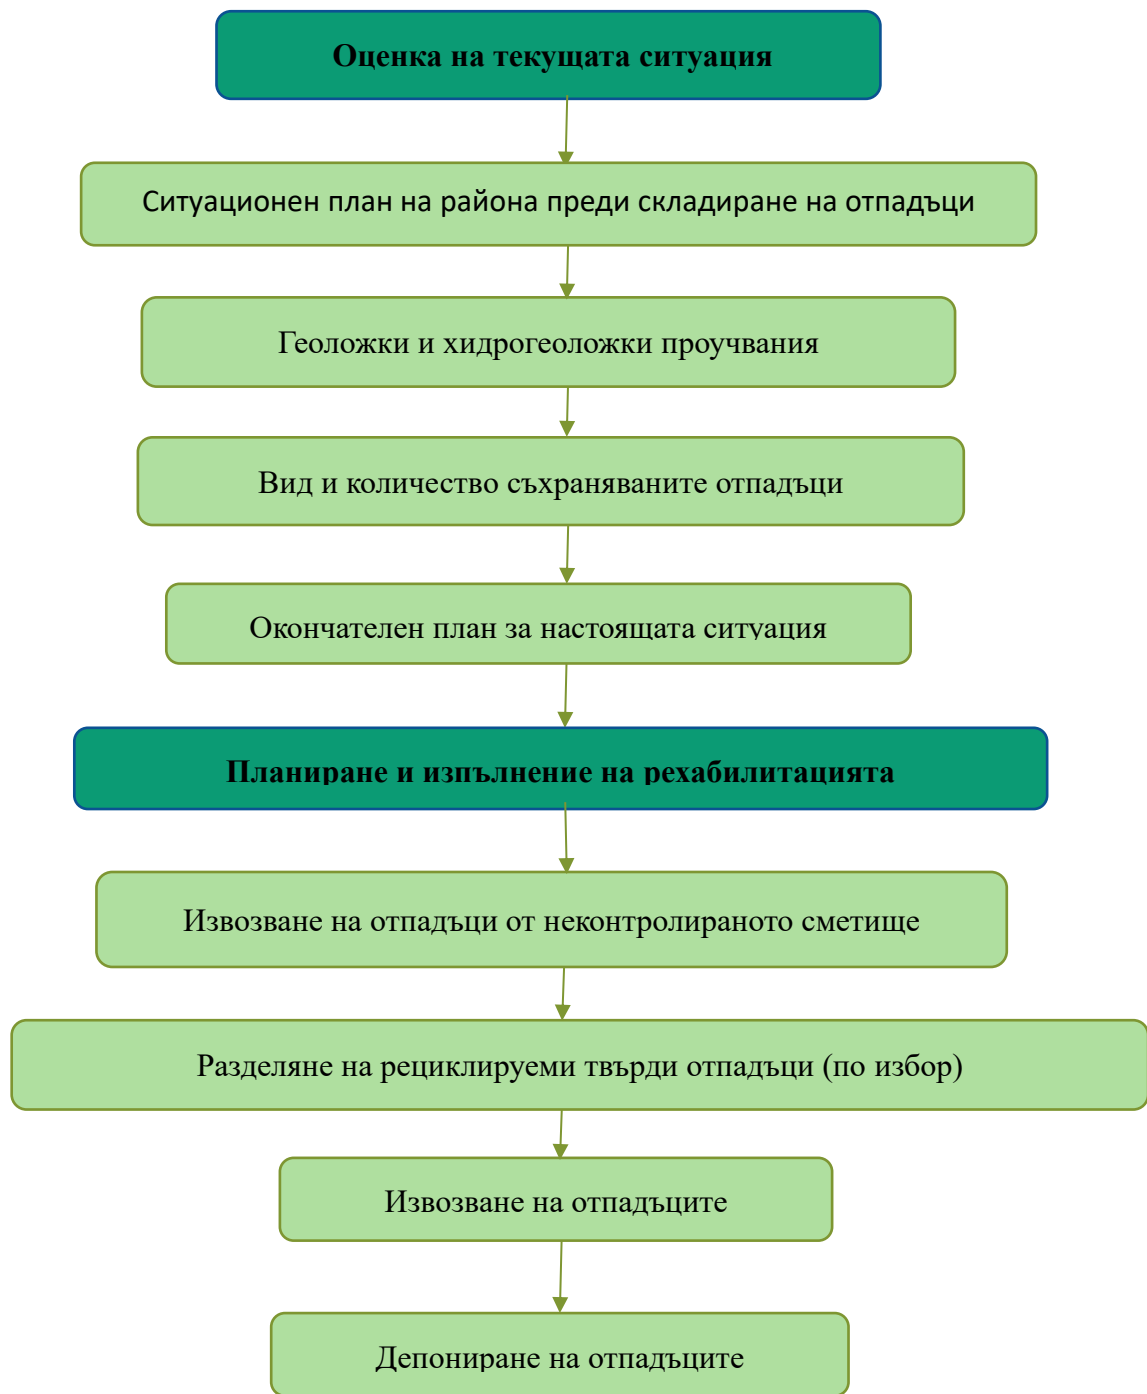 Оценка на текущата ситуация
Ситуационен план на района преди складиране на отпадъци
Геоложки и хидрогеоложки проучвания
Вид и количество съхраняваните отпадъци
Окончателен план за настоящата ситуация
Планиране и изпълнение на рехабилитацията
Извозване на отпадъци от неконтролираното сметище
Разделяне на рециклируеми твърди отпадъци (по избор)
Извозване на отпадъците
Депониране на отпадъците